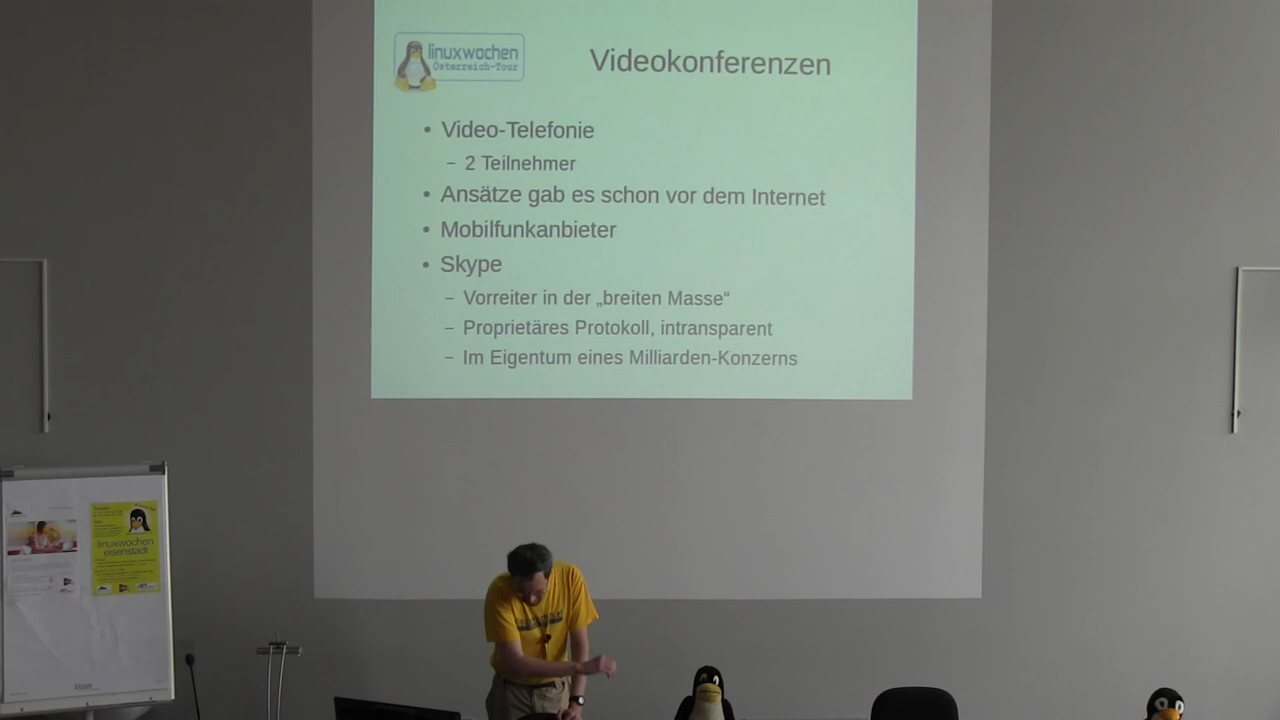 linuxwochen
Österreich-Tour
Videokonferenzen
• Video-Telefonie
– 2 Teilnehmer
• Ansätze gab es schon vor dem Internet
• Mobilfunkanbieter
• Skype
– Vorreiter in der „breiten Masse“
– Proprietäres Protokoll, intransparent
– Im Eigentum eines Milliarden-Konzerns
linuxwochen
eisenstadt